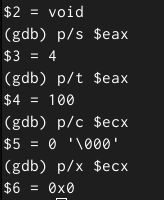 $2 = void
(gdb) p/s $eax
$3 = 4
(gdb) p/t $eax
$4 = 100
(gdb) p/c $ecx
$5 = 0 '\000'
(gdb) p/x $ecx
$6 = 0x0